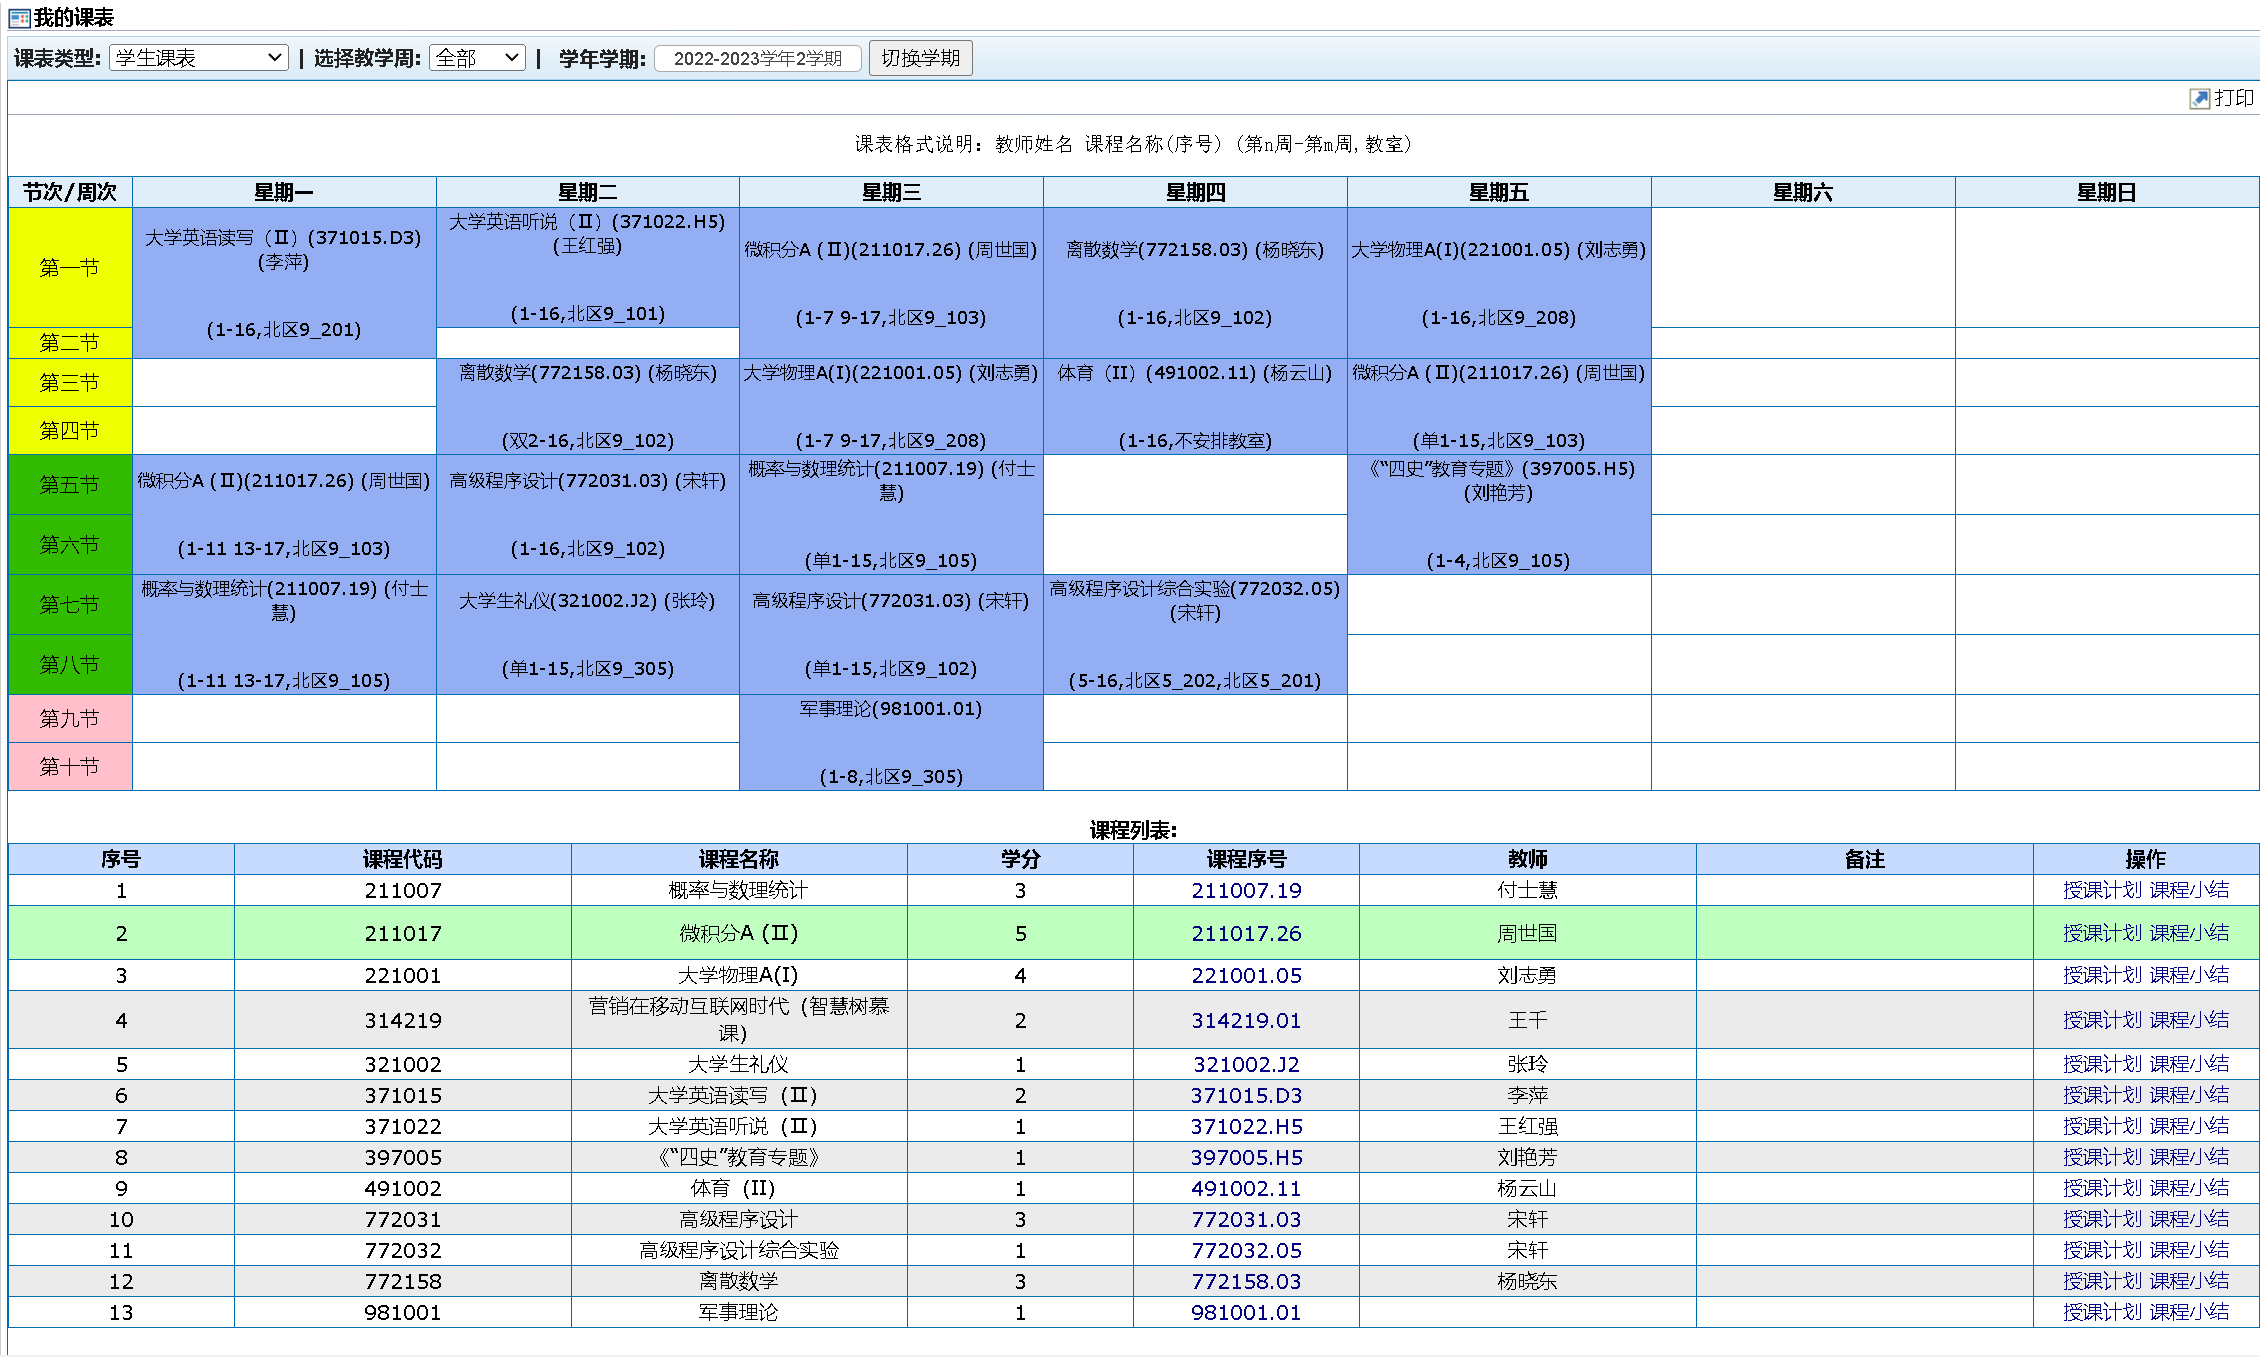 我的课表
课表类型: 学生课表 | 选择教学周: 全部 | 学年学期: 2022-2023学年2学期 切换学期
打印
课表格式说明: 教师姓名 课程名称(序号) (第n周-第m周,教室)
节次/周次 星期一 星期二 星期三 星期四 星期五 星期六 星期日
第一节
第二节
大学英语读写（II）(371015.D3)
(李萍)
(1-16,北区9_201)
大学英语听说（II）(371022.H5)
(王红强)
(1-16,北区9_101)
微积分A (II)(211017.26) (周世国)
(1-7 9-17,北区9_103)
离散数学(772158.03) (杨晓东)
(1-16,北区9_102)
大学物理A(I)(221001.05) (刘志勇)
(1-16,北区9_208)
第三节
第四节
离散数学(772158.03) (杨晓东)
(双2-16,北区9_102)
大学物理A(I)(221001.05) (刘志勇)
(1-7 9-17,北区9_208)
体育（II）(491002.11) (杨云山)
(1-16,不安排教室)
微积分A (II)(211017.26) (周世国)
(单1-15,北区9_103)
第五节
第六节
微积分A (II)(211017.26) (周世国)
(1-11 13-17,北区9_103)
高级程序设计(772031.03) (宋轩)
(1-16,北区9_102)
概率与数理统计(211007.19) (付士
慧)
(单1-15,北区9_105)
《“四史”教育专题》(397005.H5)
(刘艳芳)
(1-4,北区9_105)
第七节
第八节
概率与数理统计(211007.19) (付士
慧)
(1-11 13-17,北区9_105)
大学生礼仪(321002.J2) (张玲)
(单1-15,北区9_305)
高级程序设计(772031.03) (宋轩)
(单1-15,北区9_102)
高级程序设计综合实验(772032.05)
(宋轩)
(5-16,北区5_202,北区5_201)
第九节
第十节
军事理论(981001.01)
(1-8,北区9_305)
课程列表:
序号 课程代码 课程名称 学分 课程序号 教师 备注 操作
1 211007 概率与数理统计 3 211007.19 付士慧 授课计划 课程小结
2 211017 微积分A (II) 5 211017.26 周世国 授课计划 课程小结
3 221001 大学物理A(I) 4 221001.05 刘志勇 授课计划 课程小结
4 314219 营销在移动互联网时代（智慧树慕
课) 2 314219.01 王千 授课计划 课程小结
5 321002 大学生礼仪 1 321002.J2 张玲 授课计划 课程小结
6 371015 大学英语读写（II） 2 371015.D3 李萍 授课计划 课程小结
7 371022 大学英语听说（II） 1 371022.H5 王红强 授课计划 课程小结
8 397005 《“四史”教育专题》 1 397005.H5 刘艳芳 授课计划 课程小结
9 491002 体育（II） 1 491002.11 杨云山 授课计划 课程小结
10 772031 高级程序设计 3 772031.03 宋轩 授课计划 课程小结
11 772032 高级程序设计综合实验 1 772032.05 宋轩 授课计划 课程小结
12 772158 离散数学 3 772158.03 杨晓东 授课计划 课程小结
13 981001 军事理论 1 981001.01 授课计划 课程小结